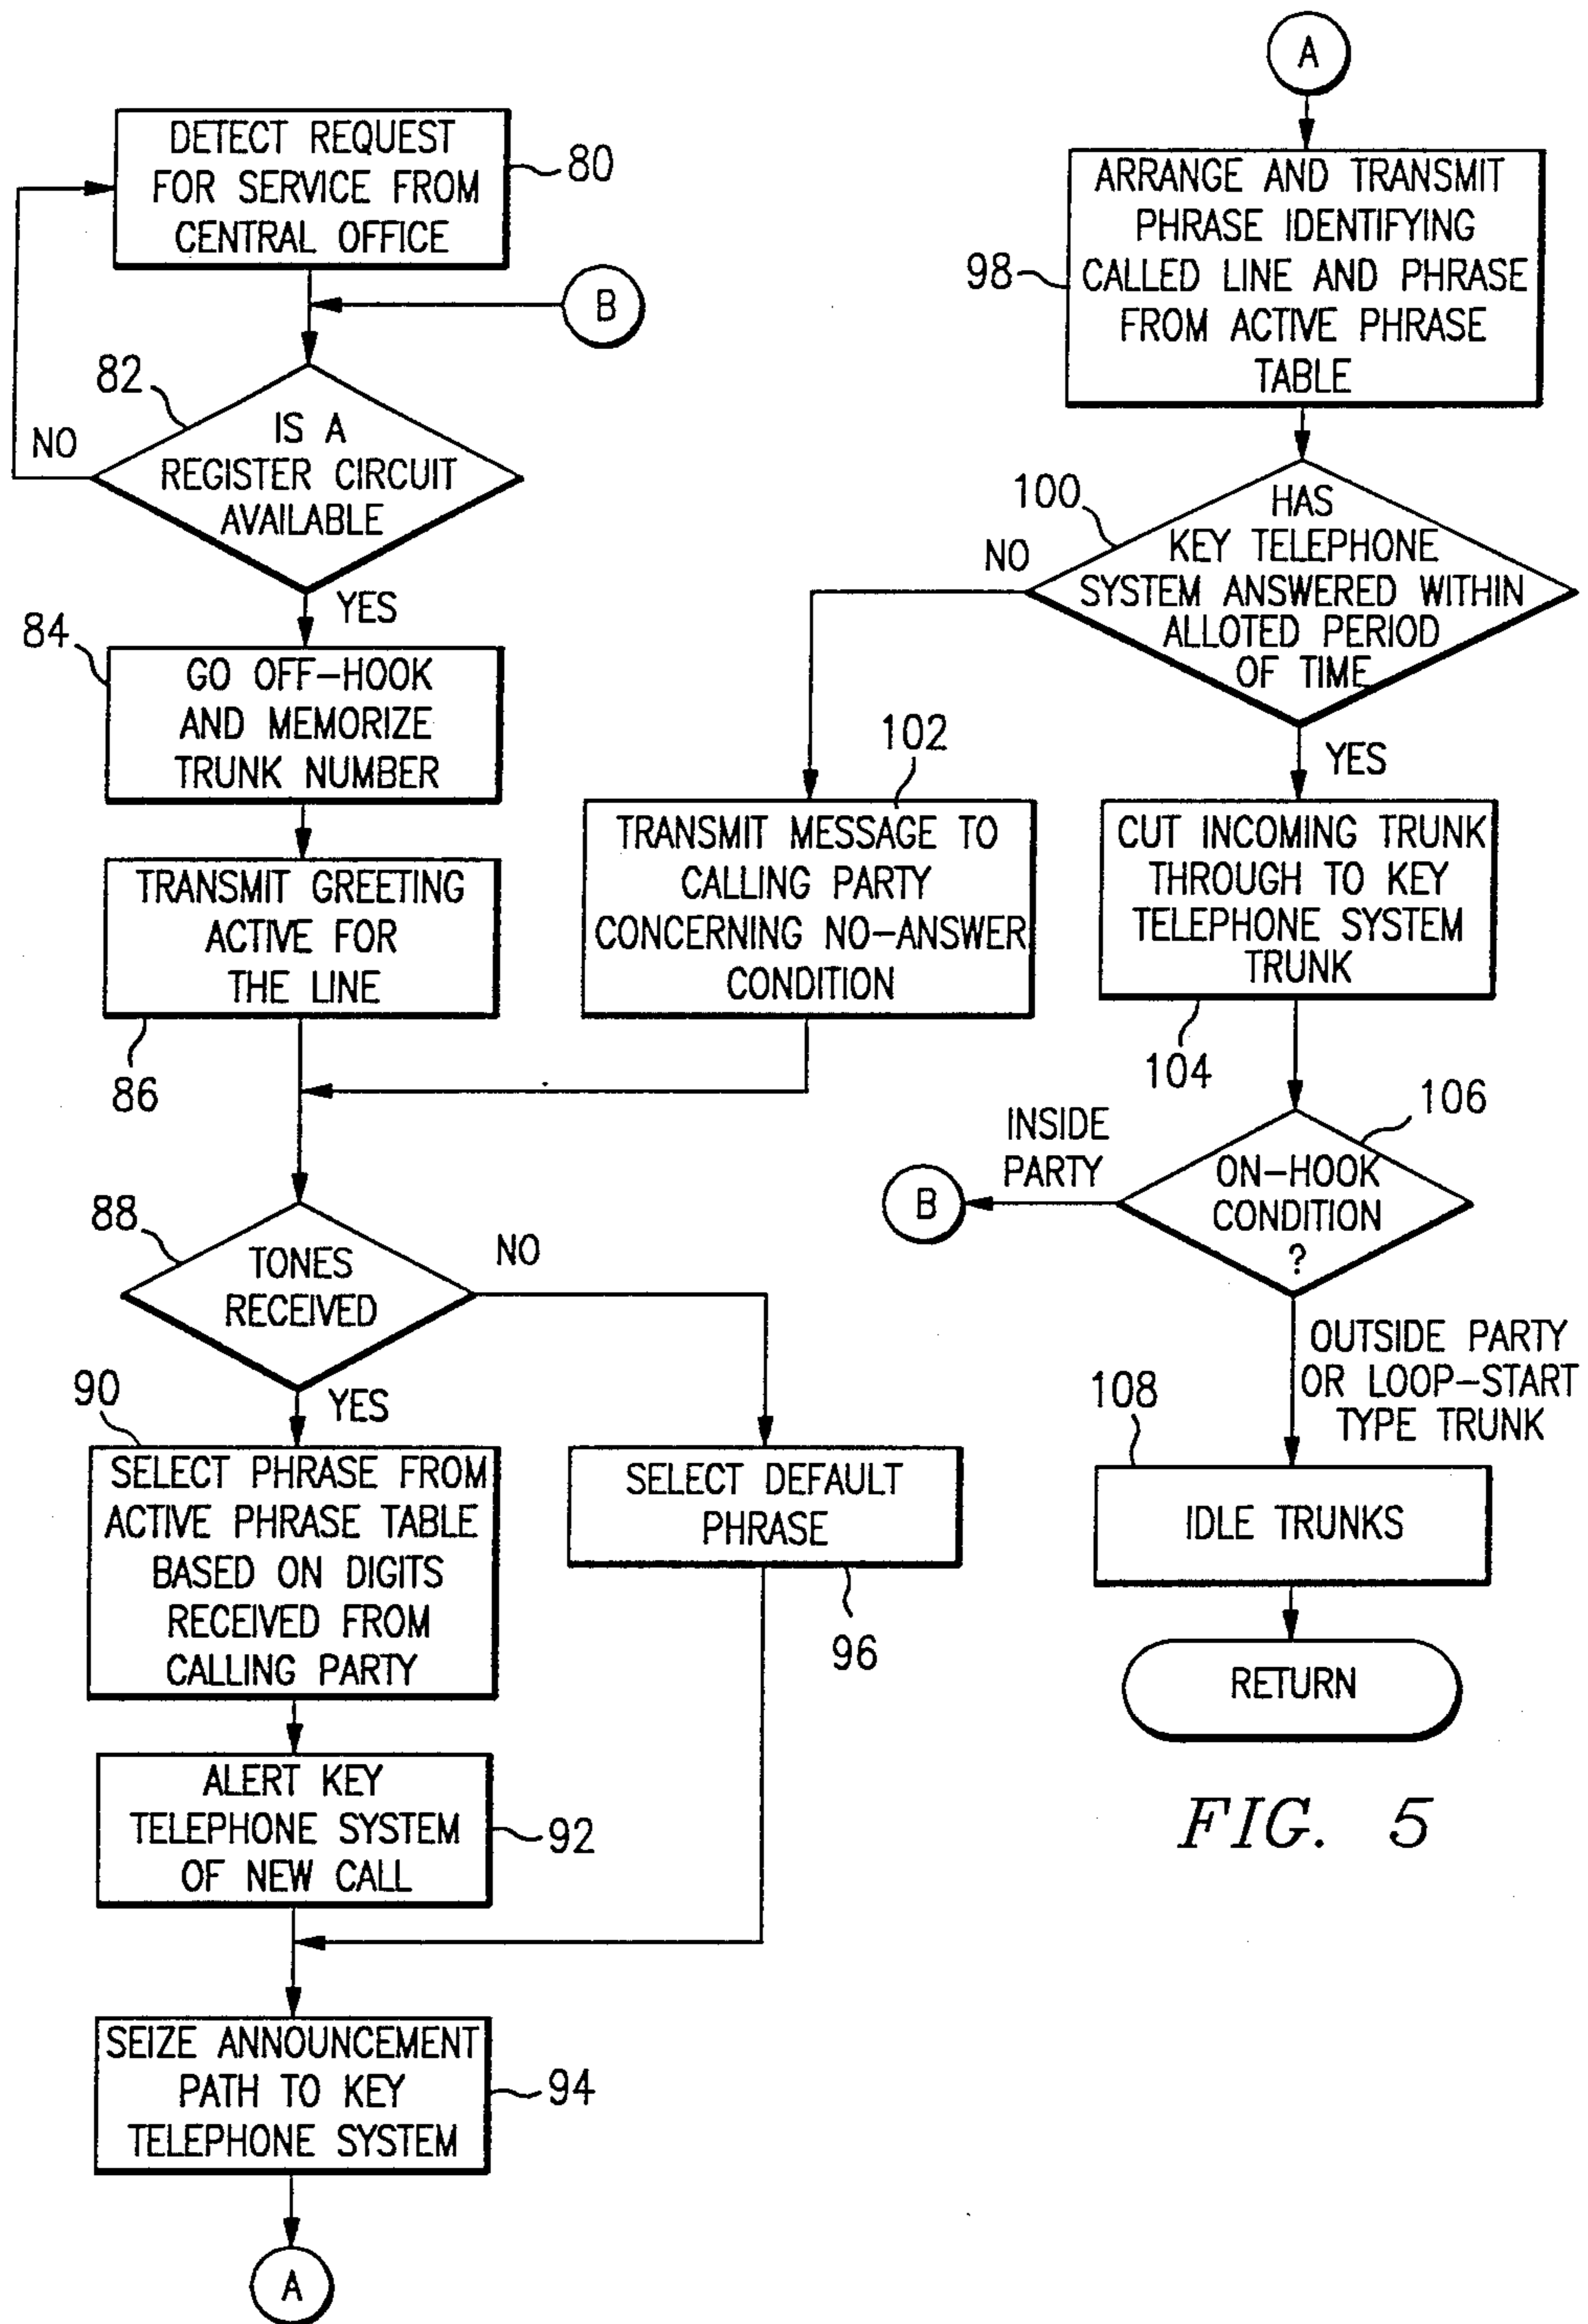 DETECT REQUEST
FOR SERVICE FROM
CENTRAL OFFICE
80
B
82
IS A
REGISTER CIRCUIT
AVAILABLE
NO
YES
84
GO OFF-HOOK
AND MEMORIZE
TRUNK NUMBER
TRANSMIT GREETING
ACTIVE FOR
THE LINE
86
88
TONES
RECEIVED
NO
YES
90
SELECT PHRASE FROM
ACTIVE PHRASE TABLE
BASED ON DIGITS
RECEIVED FROM
CALLING PARTY
SELECT DEFAULT
PHRASE
96
ALERT KEY
TELEPHONE SYSTEM
OF NEW CALL
92
SEIZE ANNOUNCEMENT
PATH TO KEY
TELEPHONE SYSTEM
94
A
A
ARRANGE AND TRANSMIT
PHRASE IDENTIFYING
CALLED LINE AND PHRASE
FROM ACTIVE PHRASE
TABLE
98
100
HAS
KEY TELEPHONE
SYSTEM ANSWERED WITHIN
ALLOTED PERIOD
OF TIME
NO
YES
102
TRANSMIT MESSAGE TO
CALLING PARTY
CONCERNING NO-ANSWER
CONDITION
CUT INCOMING TRUNK
THROUGH TO KEY
TELEPHONE SYSTEM
TRUNK
104
106
ON-HOOK
CONDITION
?
INSIDE
PARTY
B
OUTSIDE PARTY
OR LOOP-START
TYPE TRUNK
108
IDLE TRUNKS
RETURN
FIG. 5